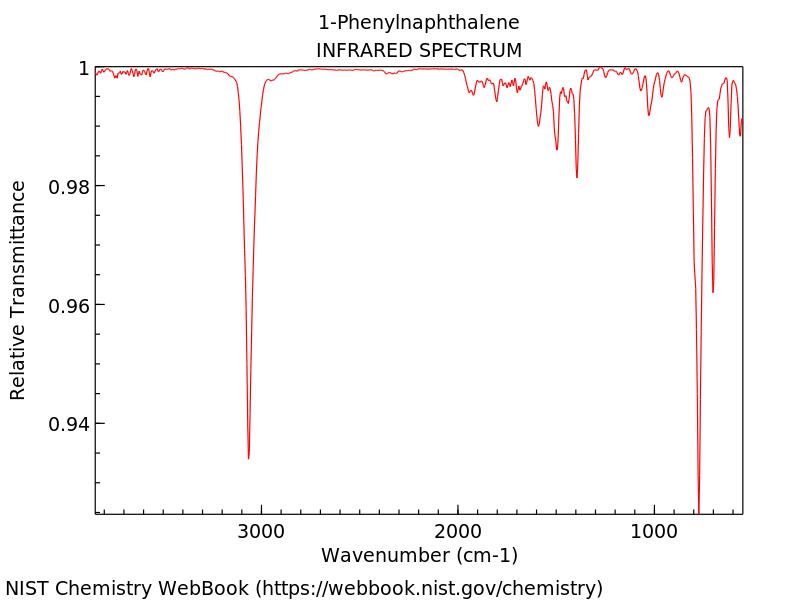 1-Phenylnaphthalene
INFRARED SPECTRUM
1
0.98
0.96
0.94
Relative Transmittance
3000 2000 1000
Wavenumber (cm-1)
NIST Chemistry WebBook (https://webbook.nist.gov/chemistry)